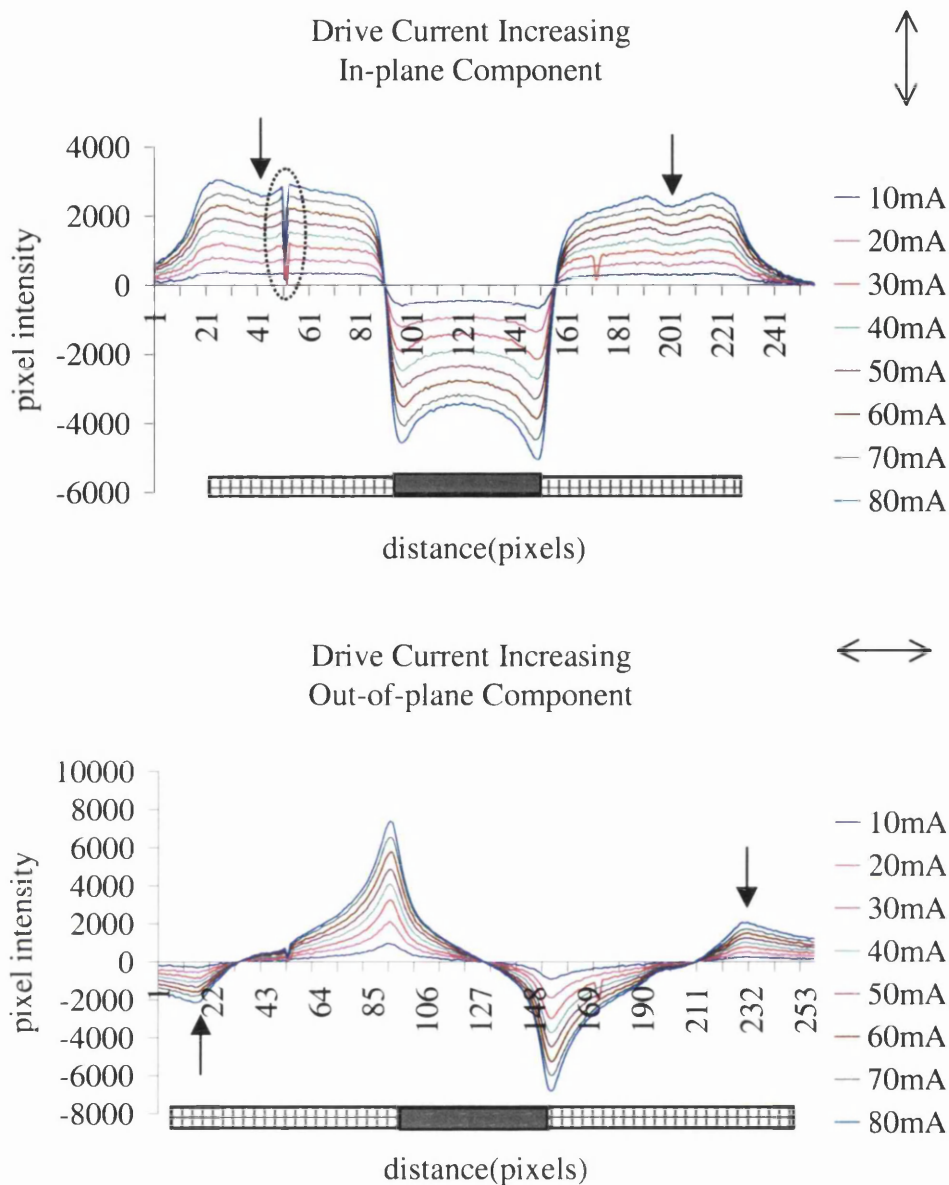 Drive Current Increasing
In-plane Component
pixel intensity
4000
2000
0
-2000
-4000
-6000
1 21 41 61 81 101 121 141 161 181 201 221 241
distance(pixels)
10mA
20mA
30mA
40mA
50mA
60mA
70mA
80mA
Drive Current Increasing
Out-of-plane Component
pixel intensity
10000
8000
6000
4000
2000
0
-2000
-4000
-6000
-8000
1 22 43 64 85 106 127 148 169 190 211 232 253
distance(pixels)
10mA
20mA
30mA
40mA
50mA
60mA
70mA
80mA